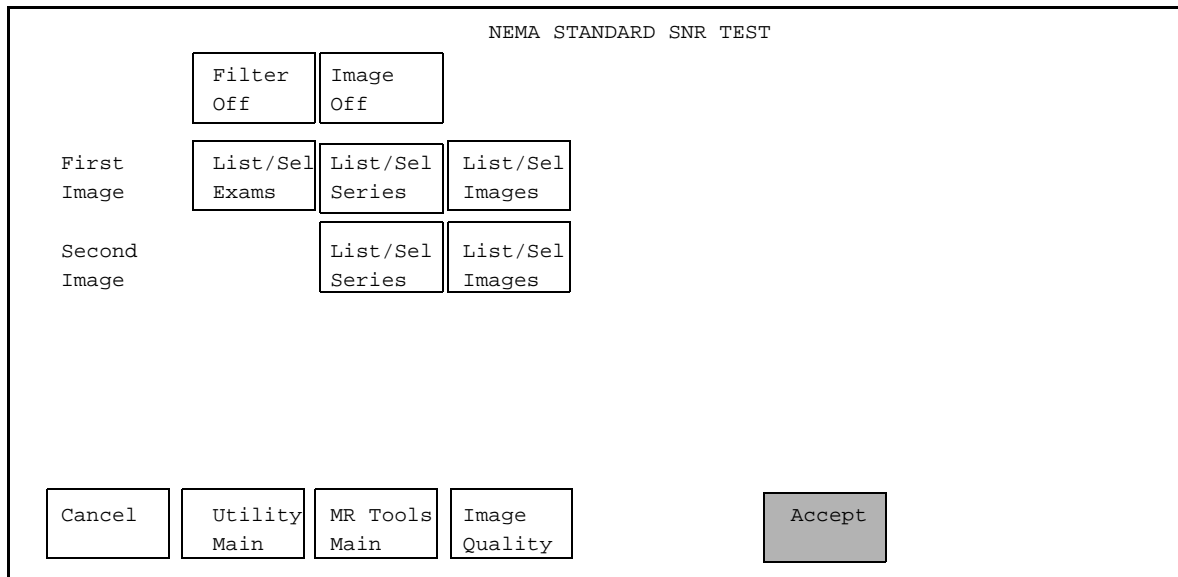 NEMA STANDARD SNR TEST
Filter Off
Image Off
First Image
List/Sel Exams
List/Sel Series
List/Sel Images
Second Image
List/Sel Series
List/Sel Images
Cancel
Utility Main
MR Tools Main
Image Quality
Accept